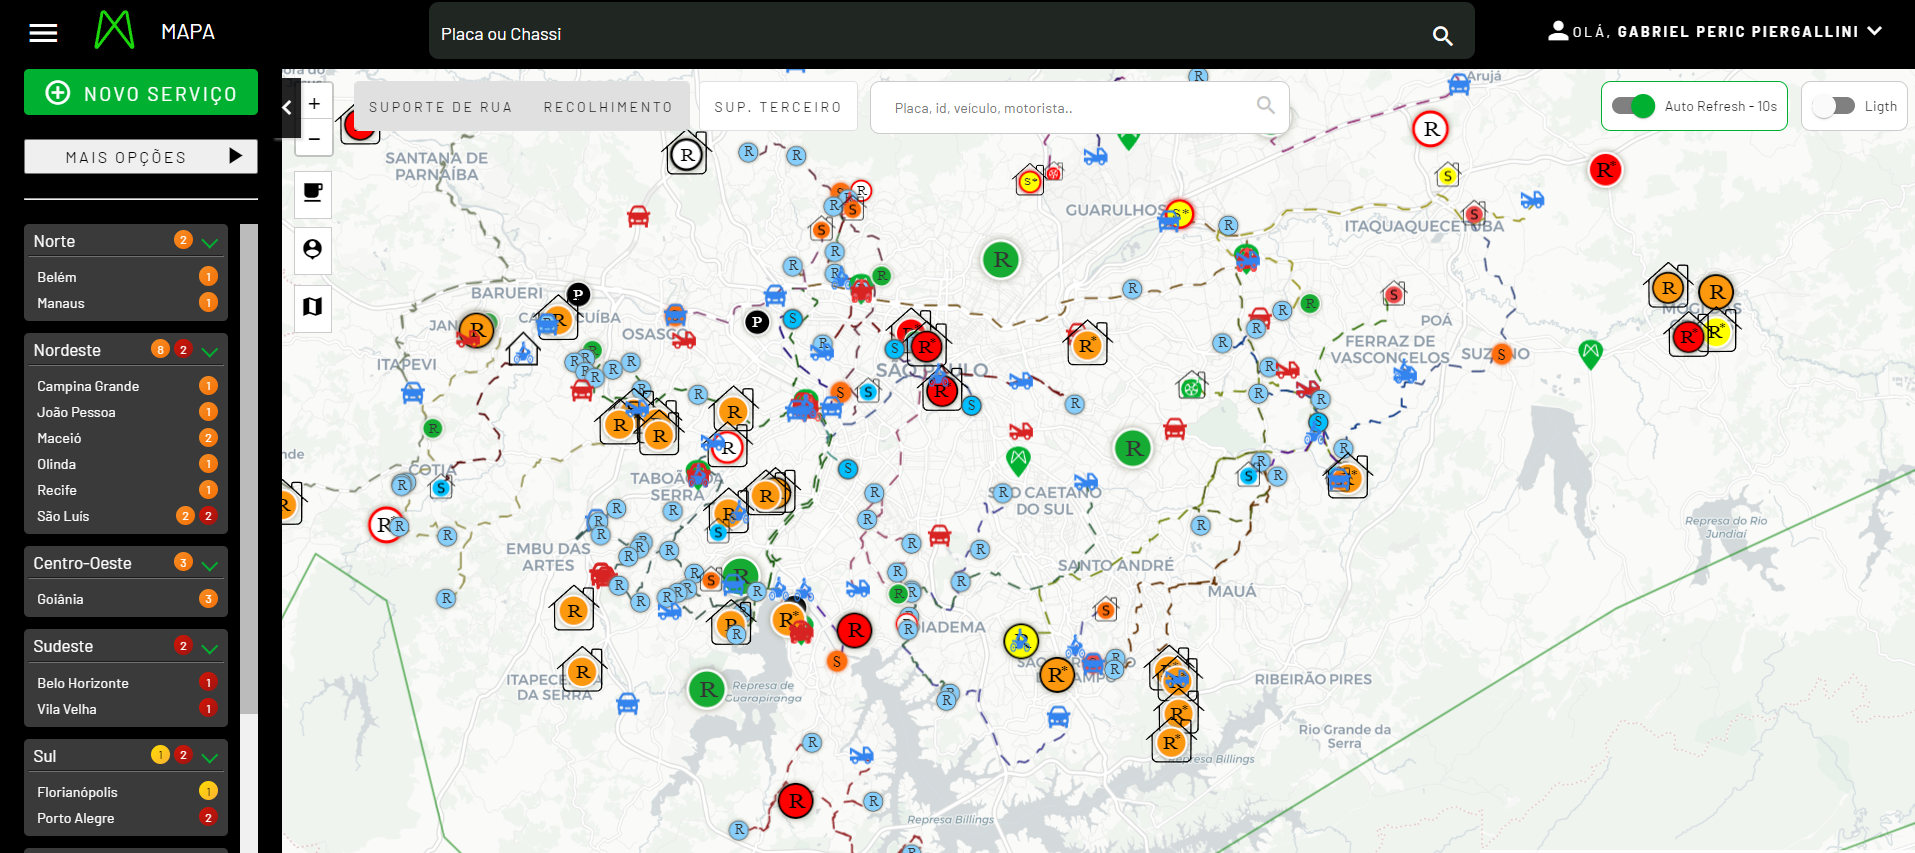 MAPA
Placa ou Chassi
OLÁ, GABRIEL PERIC PIERGALLINI
NOVO SERVIÇO
MAIS OPÇÕES
Norte 2
Belém 1
Manaus 1
Nordeste 8 2
Campina Grande 1
João Pessoa 1
Maceió 2
Olinda 1
Recife 1
São Luís 2 2
Centro-Oeste 3
Goiânia 3
Sudeste 2
Belo Horizonte 1
Vila Velha 1
Sul 1 2
Florianópolis 1
Porto Alegre 2
+
−
SUPORTE DE RUA
RECOLHIMENTO
SUP. TERCEIRO
Placa, id, veículo, motorista..
Auto Refresh - 10s
Ligth
Arujá
SANTANA DE
PARNAÍBA
GUARULHOS
ITAQUAQUECETUBA
BARUERI
OSASCO
ITAPEVI
POÁ
FERRAZ DE
VASCONCELOS
SUZANO
SÃO PAULO
COTIA
TABOÃO DA
SERRA
SÃO CAETANO
DO SUL
EMBU DAS
ARTES
SANTO ANDRÉ
MAUÁ
DIADEMA
Represa do Rio
Jundiaí
ITAPECERICA
DA SERRA
Represa de
Guarapiranga
RIBEIRÃO PIRES
Rio Grande da
Serra
Represa Billings
Represa Billings